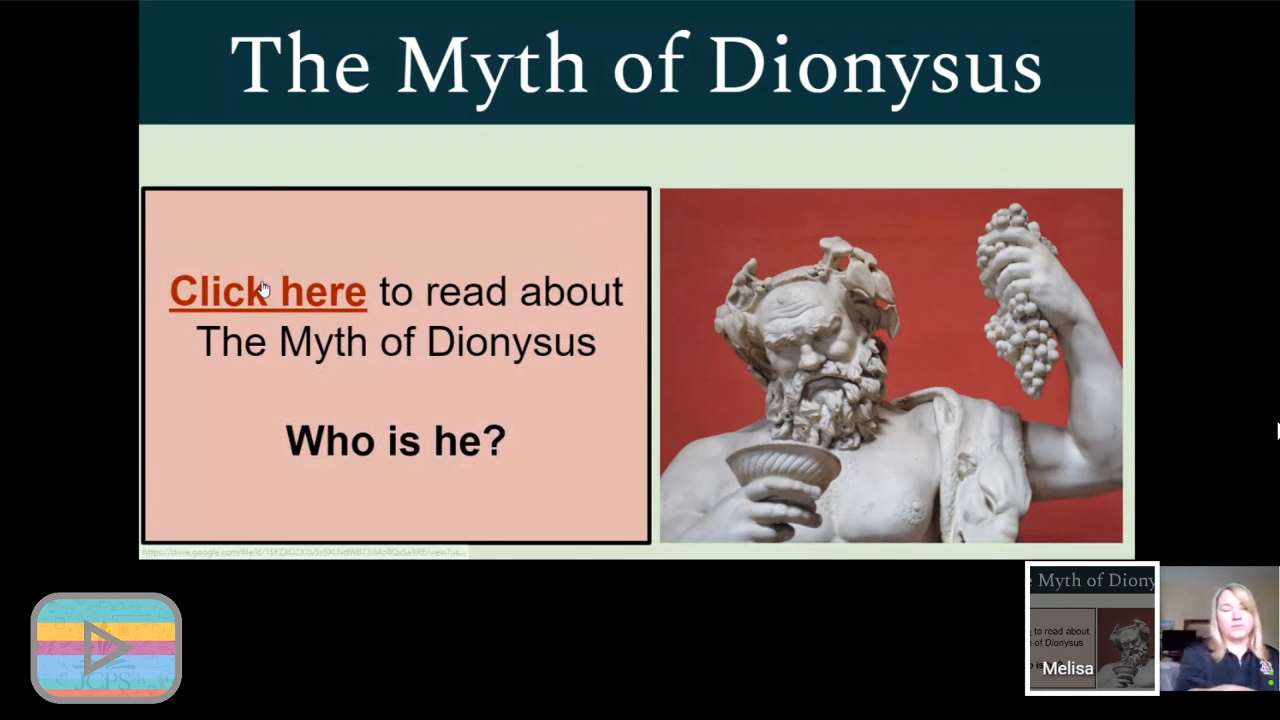 The Myth of Dionysus
Click here to read about
The Myth of Dionysus
Who is he?
Myth of Diony
to read about
of Dionysus
Melisa
JCPS